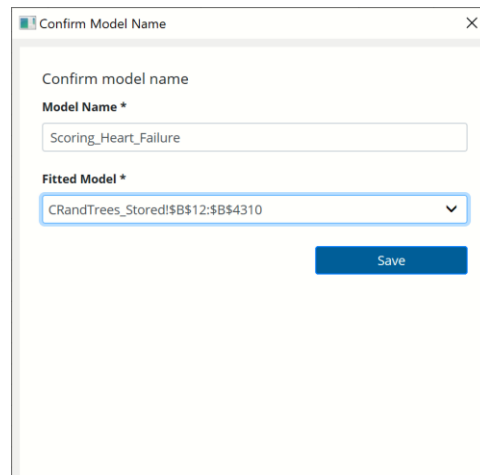 Confirm Model Name
Confirm model name
Model Name *
Scoring_Heart_Failure
Fitted Model *
CRandTrees_Stored!$B$12:$B$4310
Save